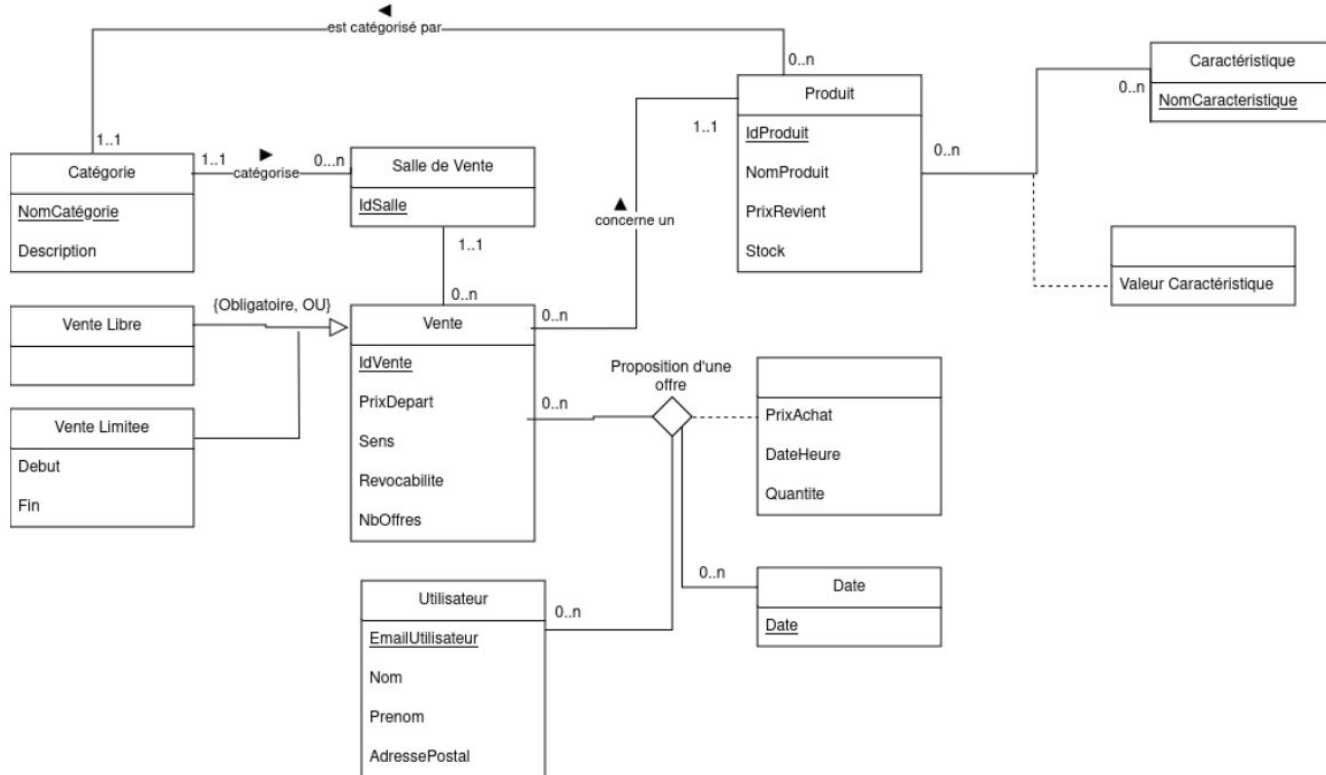 est catégorisé par
0..n
1..1
Catégorie
NomCatégorie
Description
1..1
catégorise
0...n
Salle de Vente
IdSalle
1..1
0..n
concerne un
1..1
0..n
Produit
IdProduit
NomProduit
PrixRevient
Stock
0..n
0..n
Caractéristique
NomCaracteristique
Valeur Caractéristique
{Obligatoire, OU}
Vente Libre
Vente Limitee
Debut
Fin
Vente
IdVente
PrixDepart
Sens
Revocabilite
NbOffres
0..n
Proposition d'une
offre
PrixAchat
DateHeure
Quantite
0..n
Date
Date
0..n
Utilisateur
EmailUtilisateur
Nom
Prenom
AdressePostal